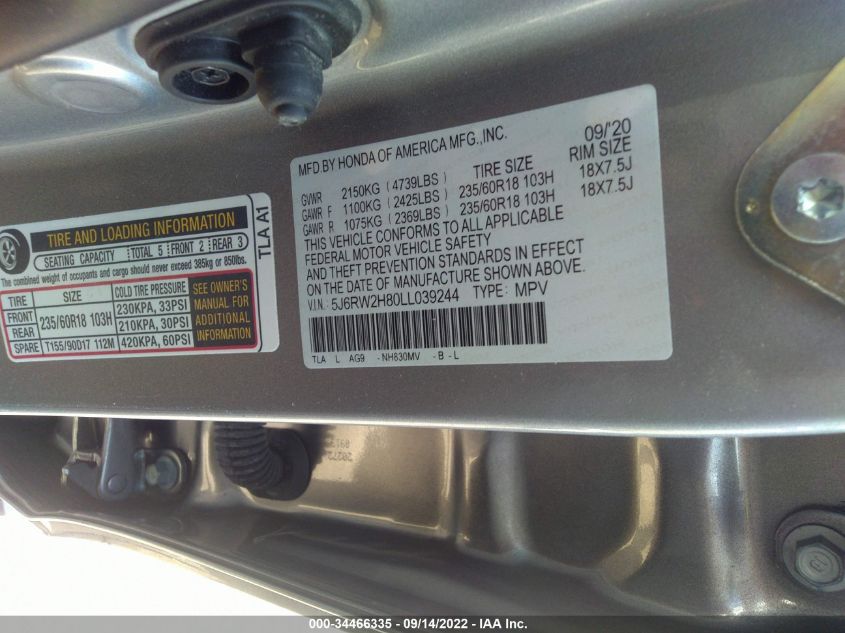 MFD.BY HONDA OF AMERICA MFG.,INC. 09/'20
TIRE SIZE RIM SIZE
GVWR 2150KG ( 4739LBS )
GAWR F 1100KG ( 2425LBS ) 235/60R18 103H 18X7.5J
GAWR R 1075KG ( 2369LBS ) 235/60R18 103H 18X7.5J
THIS VEHICLE CONFORMS TO ALL APPLICABLE
FEDERAL MOTOR VEHICLE SAFETY
AND THEFT PREVENTION STANDARDS IN EFFECT
ON THE DATE OF MANUFACTURE SHOWN ABOVE.
V.I.N: 5J6RW2H80LL039244 TYPE: MPV
TLA L AG9 -NH830MV -B-L
TIRE AND LOADING INFORMATION
SEATING CAPACITY TOTAL 5 FRONT 2 REAR 3
The combined weight of occupants and cargo should never exceed 385kg or 850lbs.
TIRE SIZE COLD TIRE PRESSURE
FRONT 235/60R18 103H 230KPA, 33PSI
REAR 210KPA, 30PSI
SPARE T155/90D17 112M 420KPA, 60PSI
SEE OWNER'S
MANUAL FOR
ADDITIONAL
INFORMATION
TLA A1
000-34466335 - 09/14/2022 - IAA Inc.